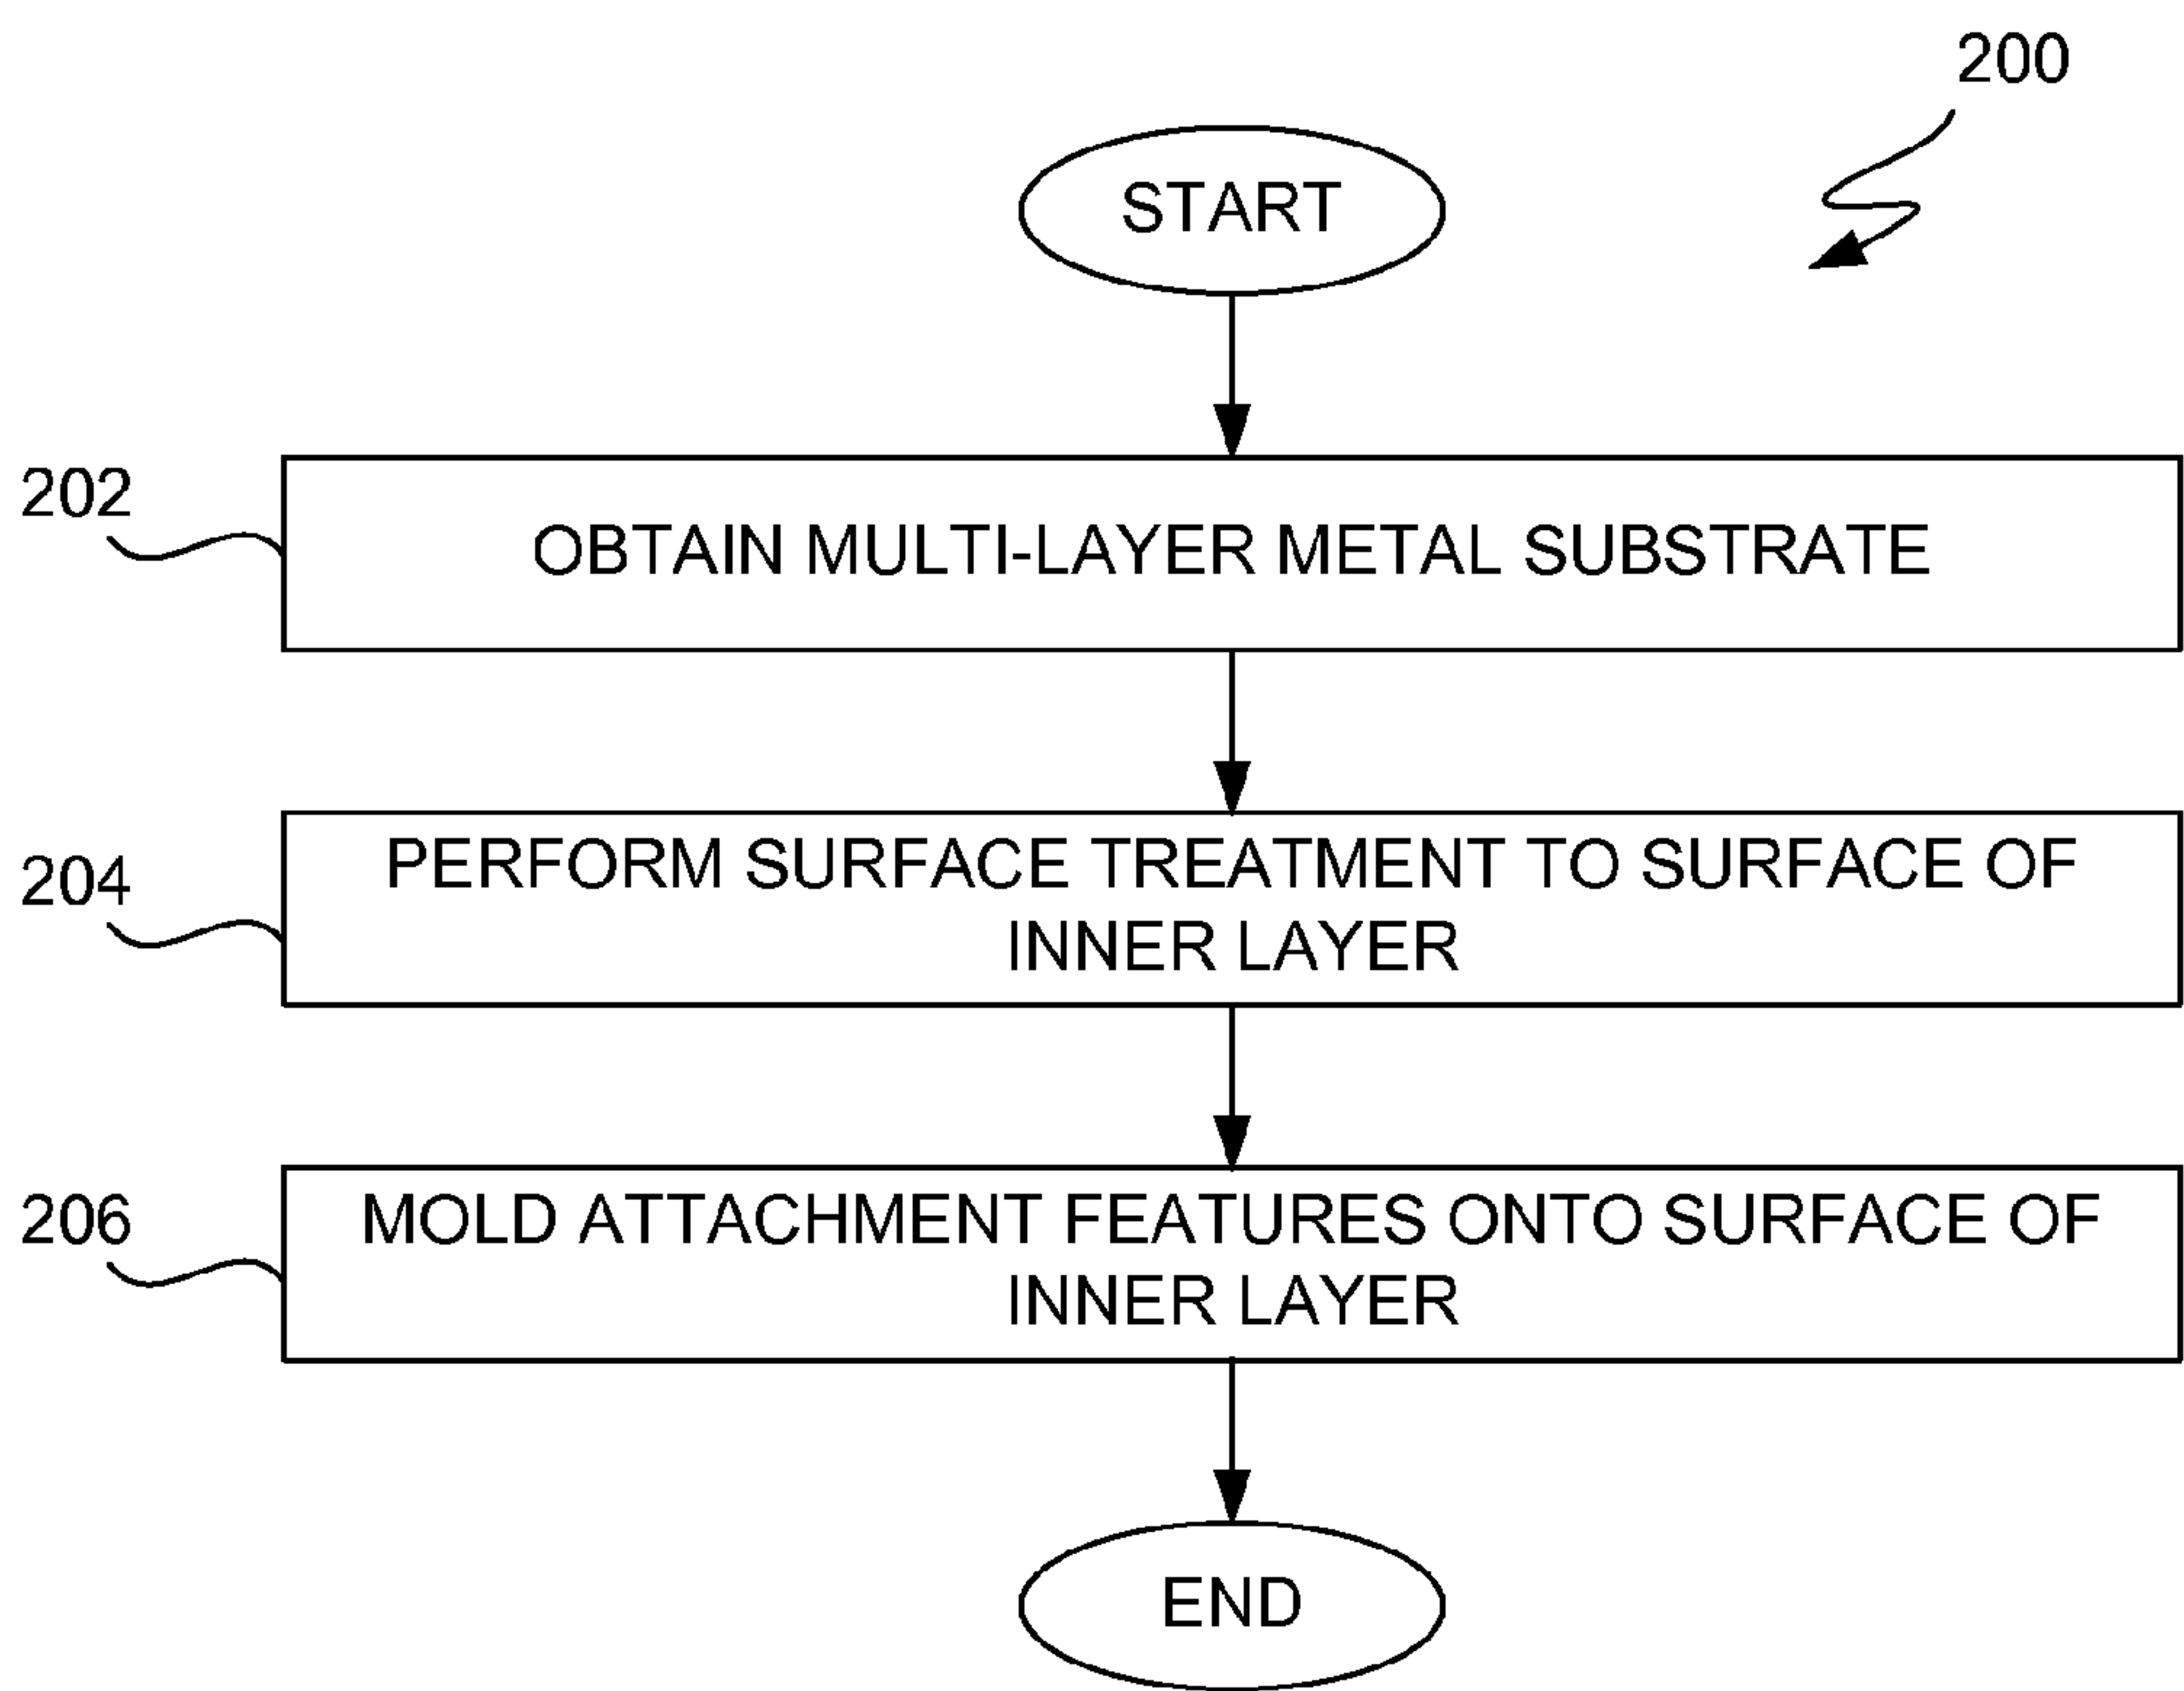 200
START
202
OBTAIN MULTI-LAYER METAL SUBSTRATE
204
PERFORM SURFACE TREATMENT TO SURFACE OF
INNER LAYER
206
MOLD ATTACHMENT FEATURES ONTO SURFACE OF
INNER LAYER
END